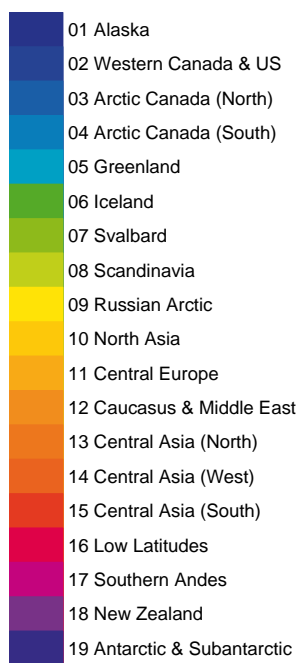 01 Alaska
02 Western Canada & US
03 Arctic Canada (North)
04 Arctic Canada (South)
05 Greenland
06 Iceland
07 Svalbard
08 Scandinavia
09 Russian Arctic
10 North Asia
11 Central Europe
12 Caucasus & Middle East
13 Central Asia (North)
14 Central Asia (West)
15 Central Asia (South)
16 Low Latitudes
17 Southern Andes
18 New Zealand
19 Antarctic & Subantarctic